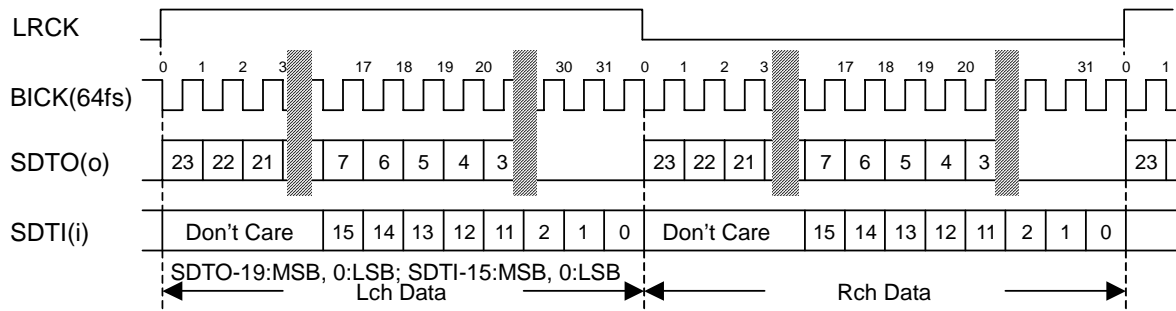 LRCK
0 1 2 3 17 18 19 20 30 31 0 1 2 3 17 18 19 20 31 0 1
BICK(64fs)
SDTO(o) 23 22 21 7 6 5 4 3 23 22 21 7 6 5 4 3 23
SDTI(i) Don't Care 15 14 13 12 11 2 1 0 Don't Care 15 14 13 12 11 2 1 0
SDTO-19:MSB, 0:LSB; SDTI-15:MSB, 0:LSB
Lch Data Rch Data